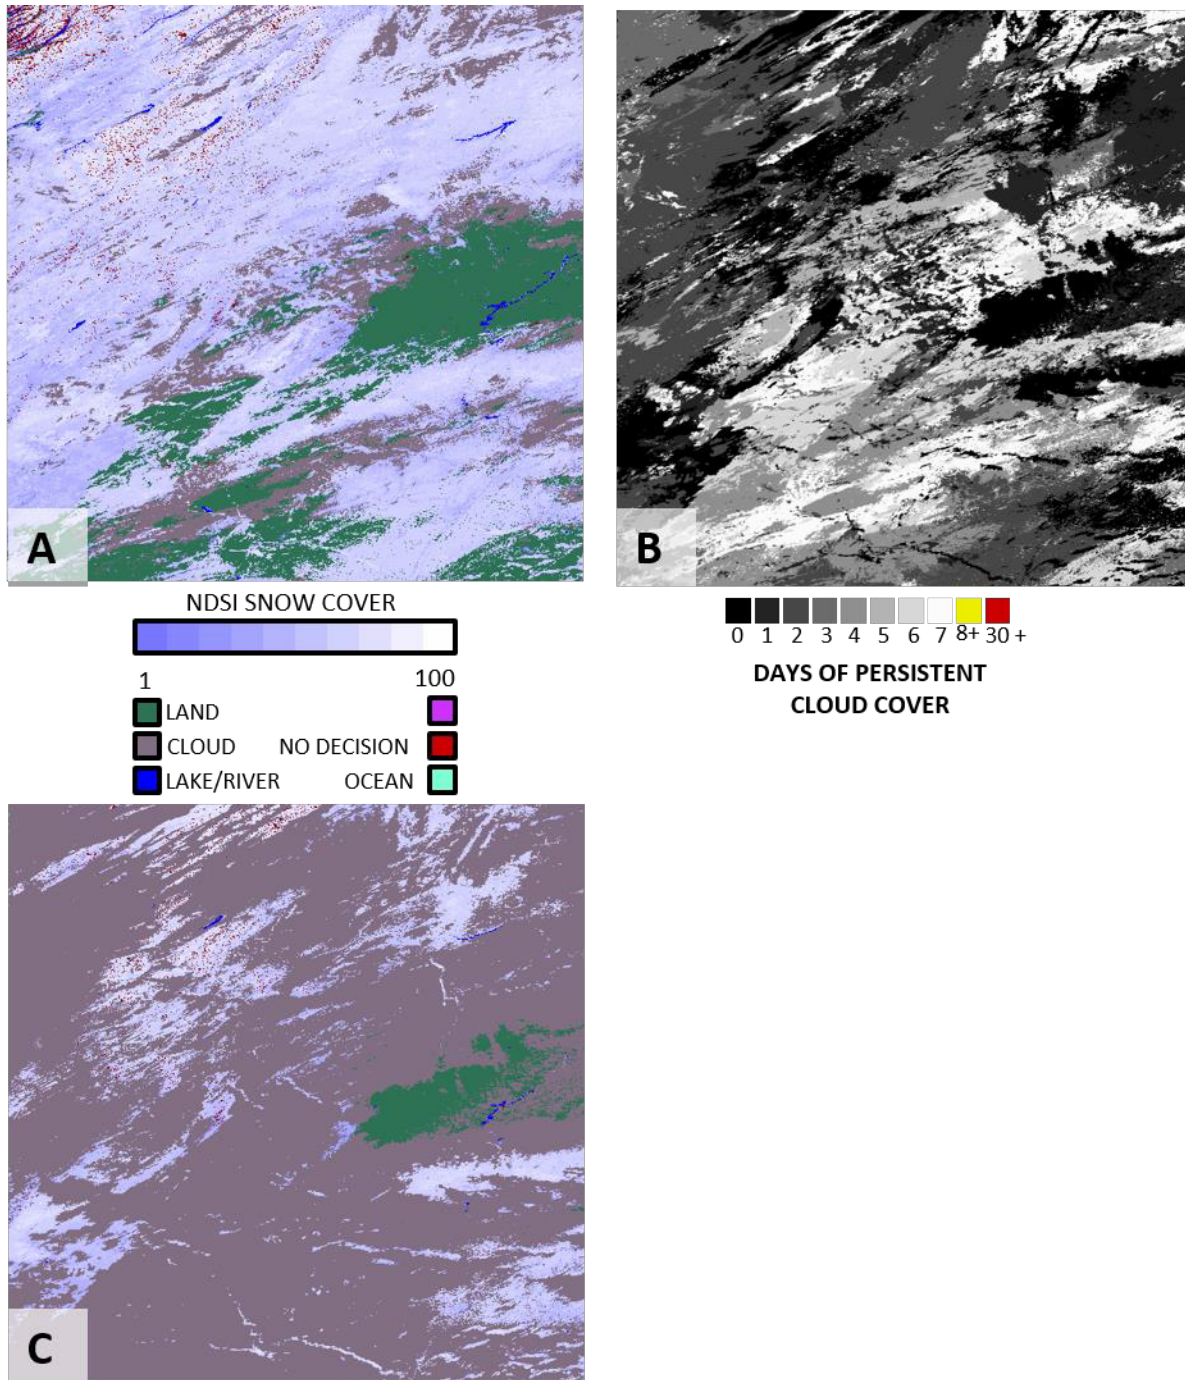 A
B
NDSI SNOW COVER
1 100
LAND
CLOUD NO DECISION
LAKE/RIVER OCEAN
0 1 2 3 4 5 6 7 8+ 30 +
DAYS OF PERSISTENT
CLOUD COVER
C